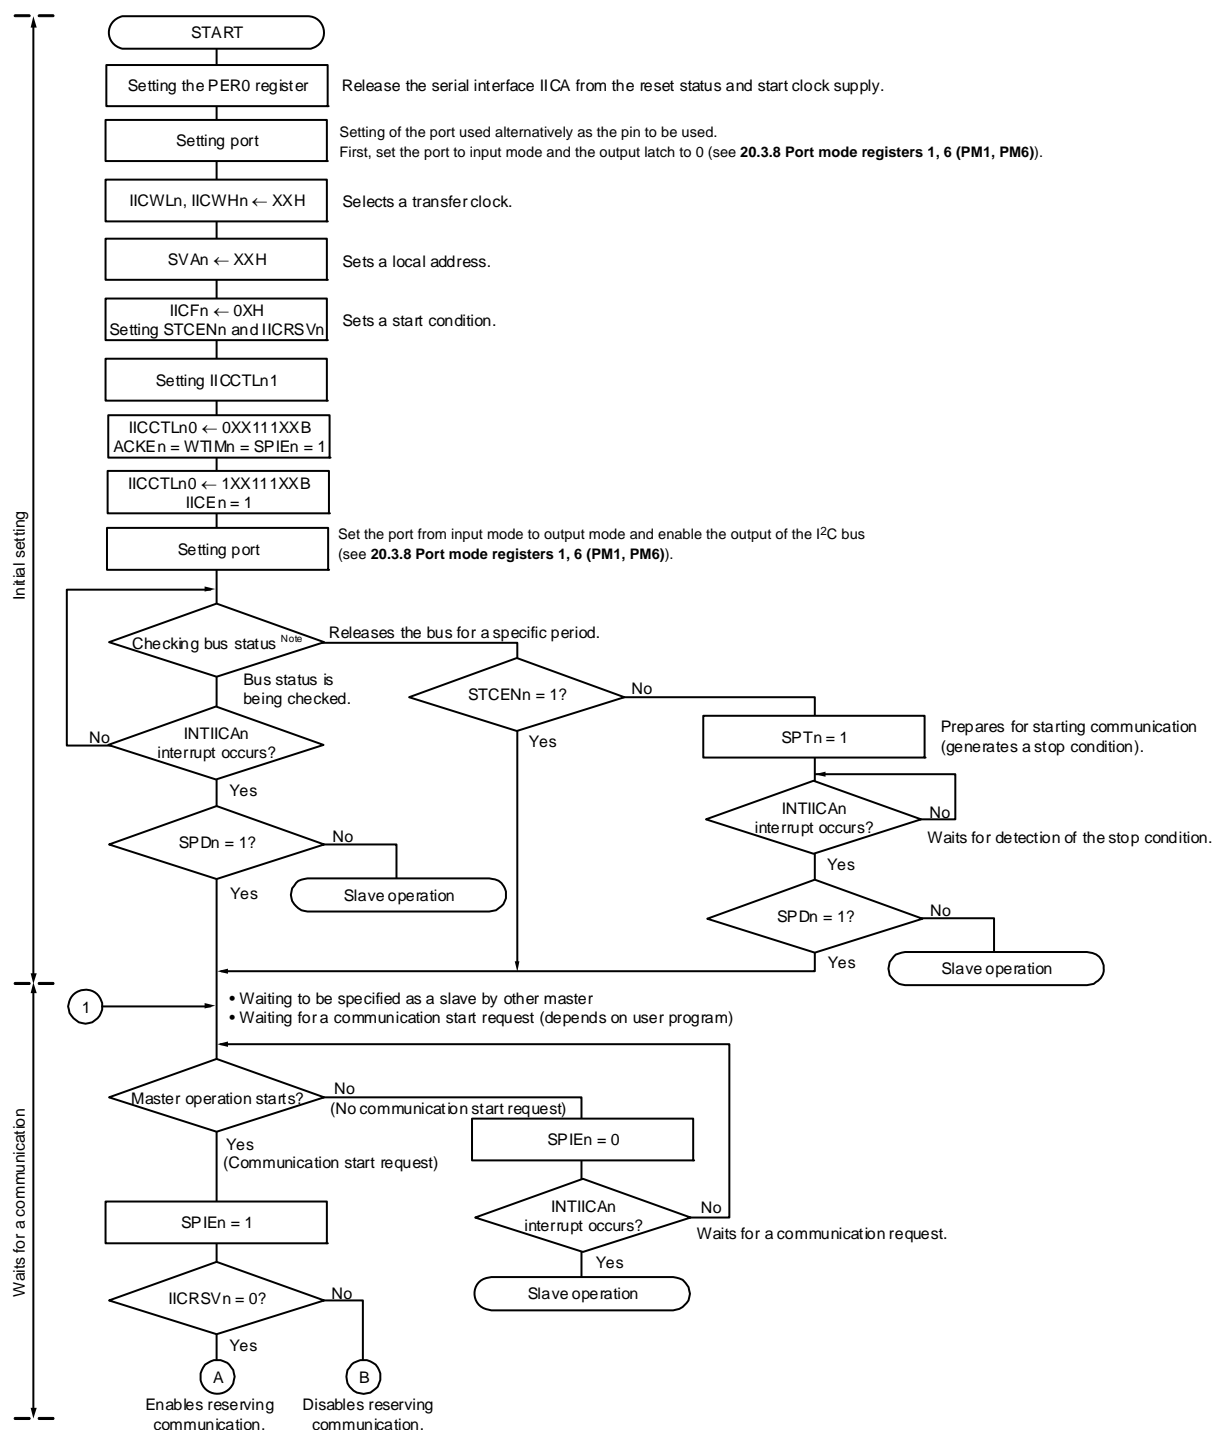 START
Setting the PER0 register
Release the serial interface IICA from the reset status and start clock supply.
Setting port
Setting of the port used alternatively as the pin to be used.
First, set the port to input mode and the output latch to 0 (see 20.3.8 Port mode registers 1, 6 (PM1, PM6)).
IICWLn, IICWHn ← XXH
Selects a transfer clock.
SVAn ← XXH
Sets a local address.
IICFn ← 0XH
Setting STCENn and IICRSVn
Sets a start condition.
Setting IICCTLn1
IICCTLn0 ← 0XX111XXB
ACKEn = WTIMn = SPIEn = 1
IICCTLn0 ← 1XX111XXB
IICEn = 1
Initial setting
Setting port
Set the port from input mode to output mode and enable the output of the I²C bus
(see 20.3.8 Port mode registers 1, 6 (PM1, PM6)).
Checking bus status Note
Releases the bus for a specific period.
Bus status is
being checked.
STCENn = 1?
No
Yes
SPTn = 1
Prepares for starting communication
(generates a stop condition).
No
INTIICAn
interrupt occurs?
Yes
INTIICAn
interrupt occurs?
No
Waits for detection of the stop condition.
Yes
SPDn = 1?
No
Yes
Slave operation
SPDn = 1?
No
Yes
Slave operation
1
• Waiting to be specified as a slave by other master
• Waiting for a communication start request (depends on user program)
Waits for a communication
Master operation starts?
No
(No communication start request)
Yes
(Communication start request)
SPIEn = 0
INTIICAn
interrupt occurs?
No
Waits for a communication request.
Yes
Slave operation
SPIEn = 1
IICRSVn = 0?
No
Yes
A
B
Enables reserving
communication.
Disables reserving
communication.